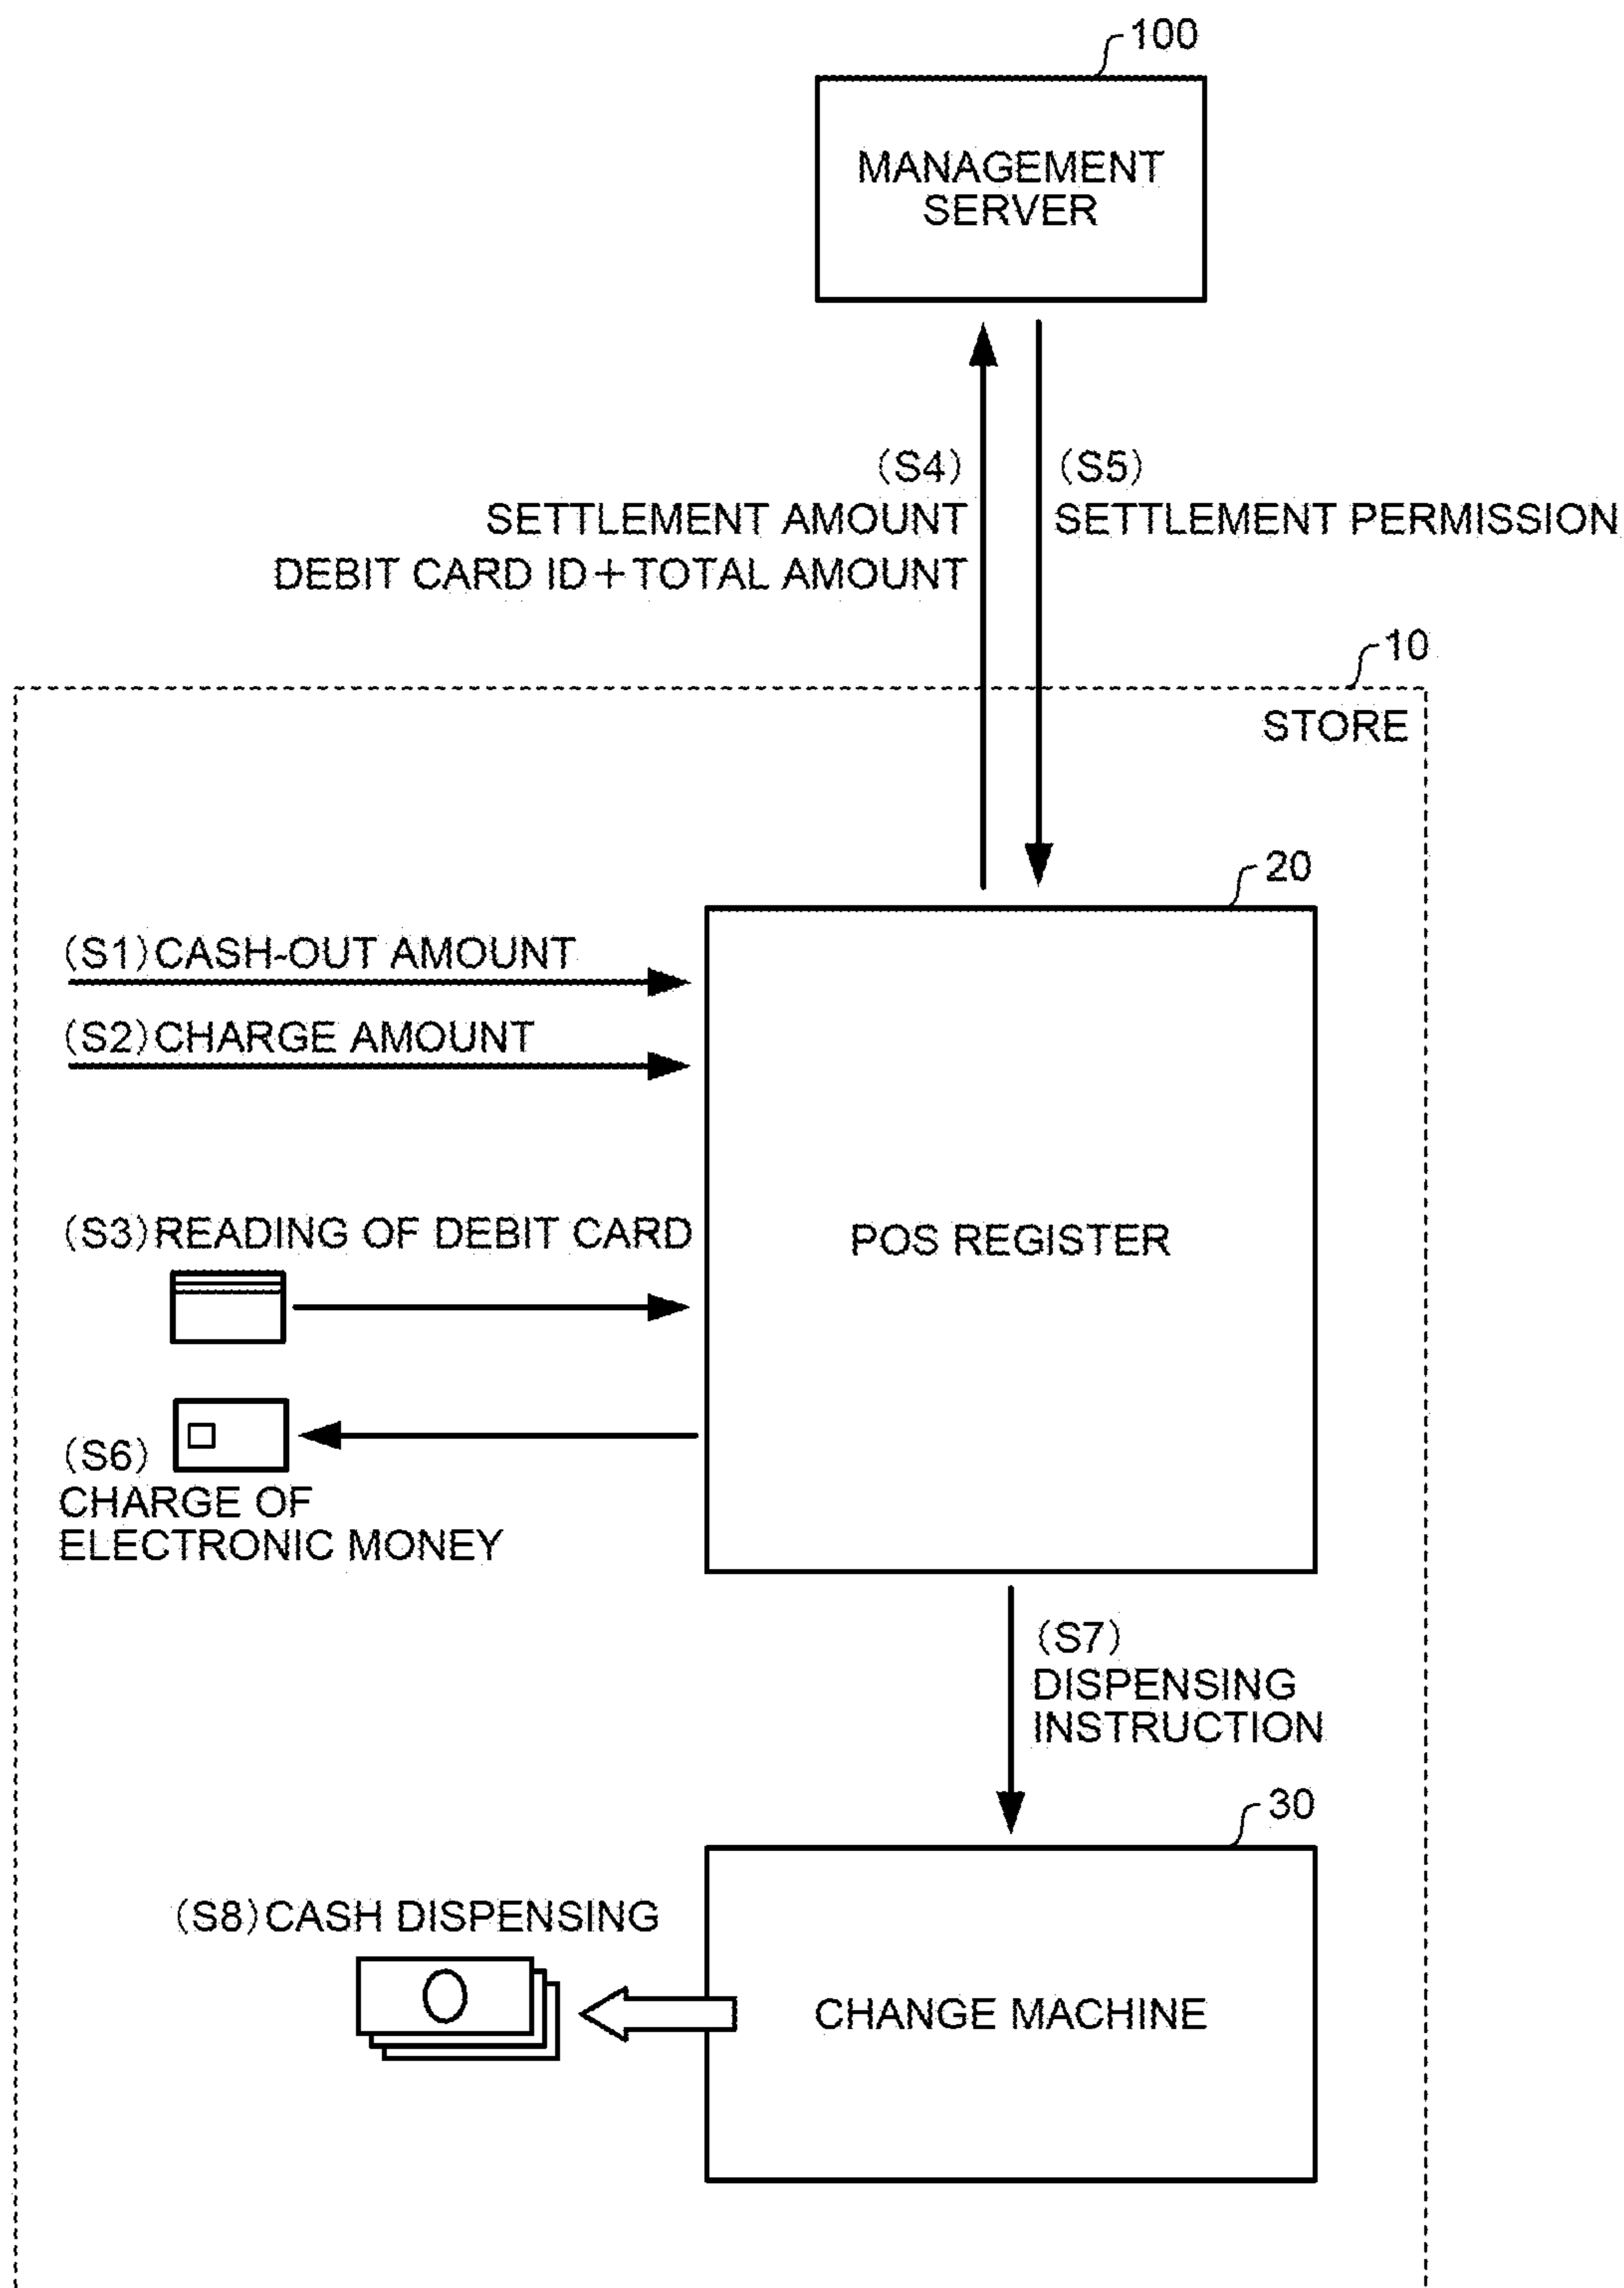 100
MANAGEMENT
SERVER
(S4)
SETTLEMENT AMOUNT
DEBIT CARD ID+TOTAL AMOUNT
(S5)
SETTLEMENT PERMISSION
10
STORE
20
(S1)CASH-OUT AMOUNT
(S2)CHARGE AMOUNT
(S3)READING OF DEBIT CARD
POS REGISTER
(S6)
CHARGE OF
ELECTRONIC MONEY
(S7)
DISPENSING
INSTRUCTION
30
(S8)CASH DISPENSING
CHANGE MACHINE